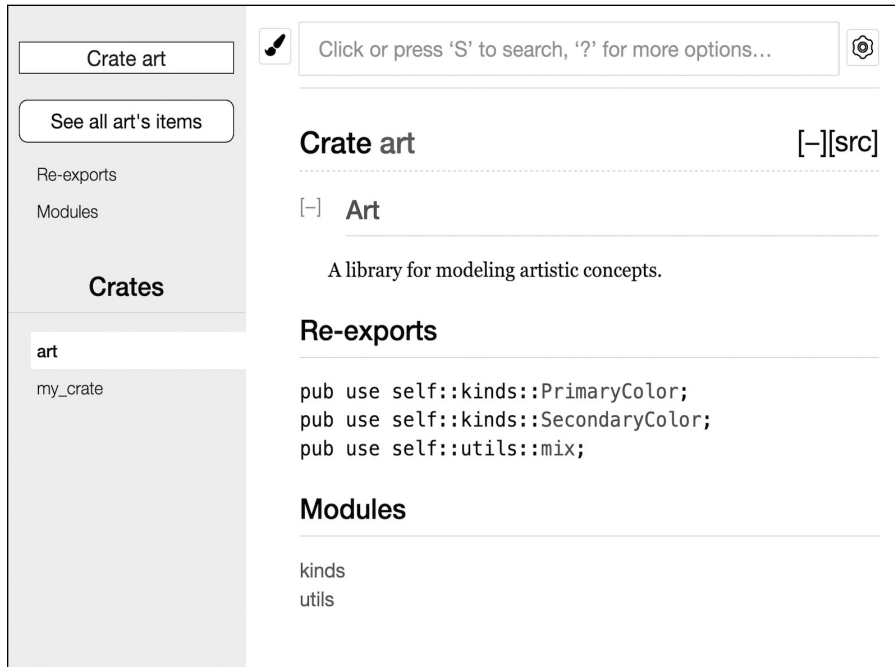 Crate art
See all art's items
Re-exports
Modules
Crates
art
my_crate
Click or press ‘S’ to search, ‘?’ for more options…
Crate art [−][src]
[−] Art
A library for modeling artistic concepts.
Re-exports
pub use self::kinds::PrimaryColor;
pub use self::kinds::SecondaryColor;
pub use self::utils::mix;
Modules
kinds
utils